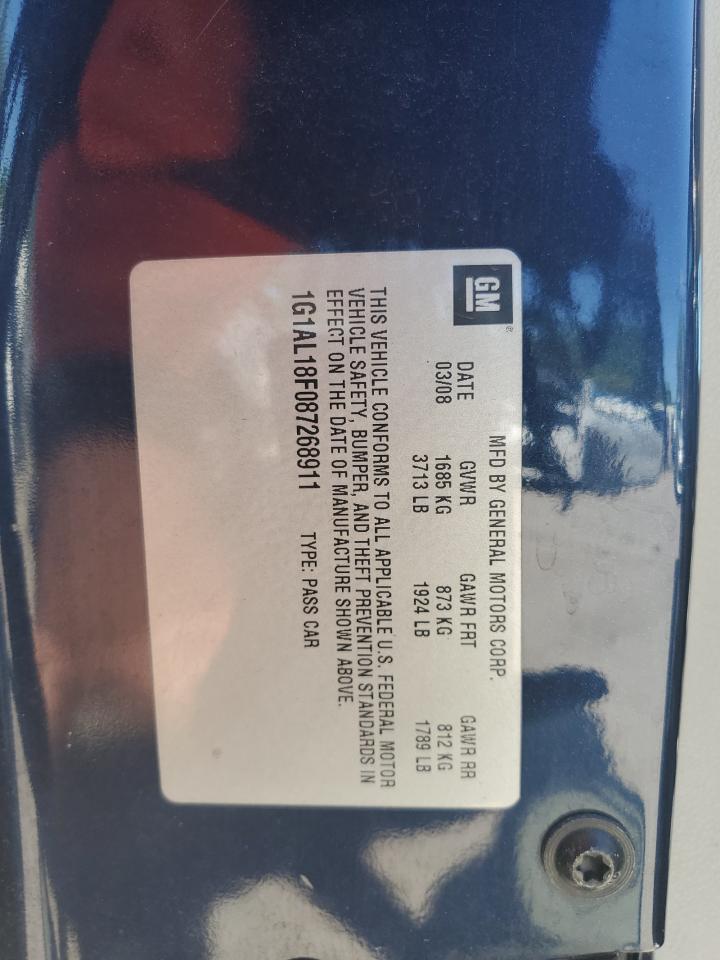 GM®
MFD BY GENERAL MOTORS CORP.
DATE GVWR GAWR FRT GAWR RR
03/08 1685 KG 873 KG 812 KG
3713 LB 1924 LB 1789 LB
THIS VEHICLE CONFORMS TO ALL APPLICABLE U.S. FEDERAL MOTOR
VEHICLE SAFETY, BUMPER, AND THEFT PREVENTION STANDARDS IN
EFFECT ON THE DATE OF MANUFACTURE SHOWN ABOVE.
1G1AL18F087268911 TYPE: PASS CAR